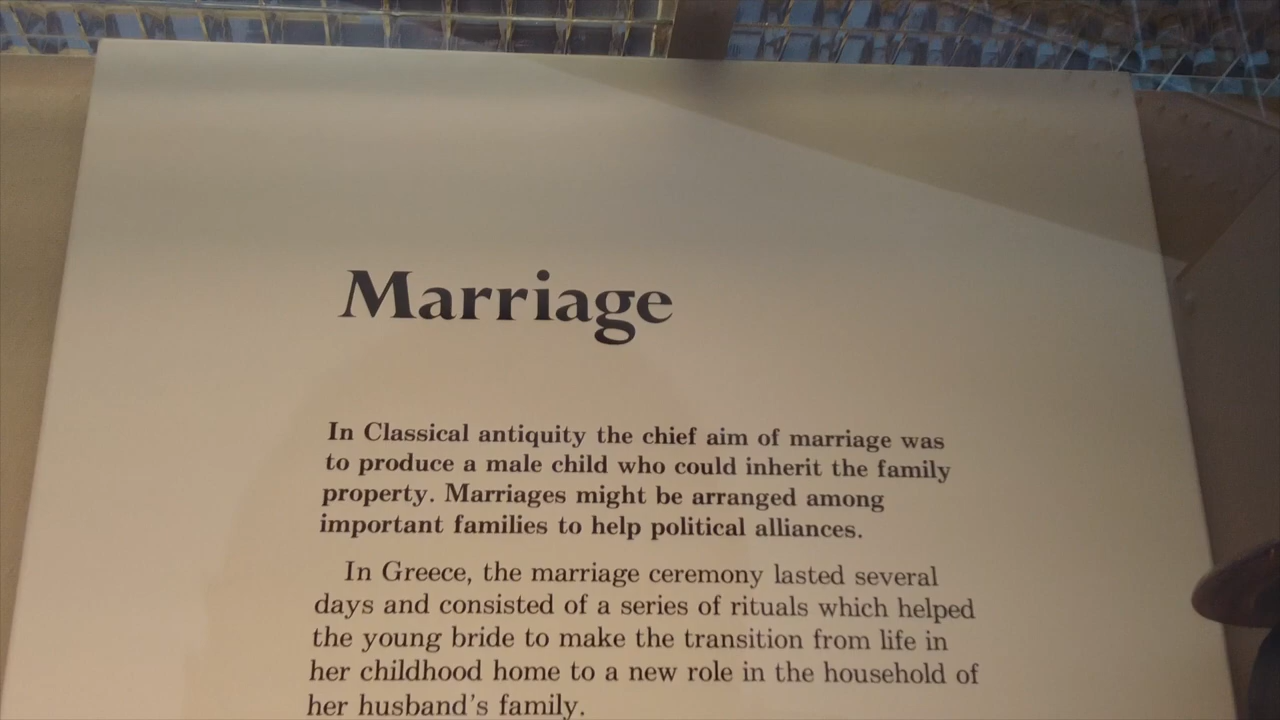 Marriage
In Classical antiquity the chief aim of marriage was
to produce a male child who could inherit the family
property. Marriages might be arranged among
important families to help political alliances.
In Greece, the marriage ceremony lasted several
days and consisted of a series of rituals which helped
the young bride to make the transition from life in
her childhood home to a new role in the household of
her husband's family.